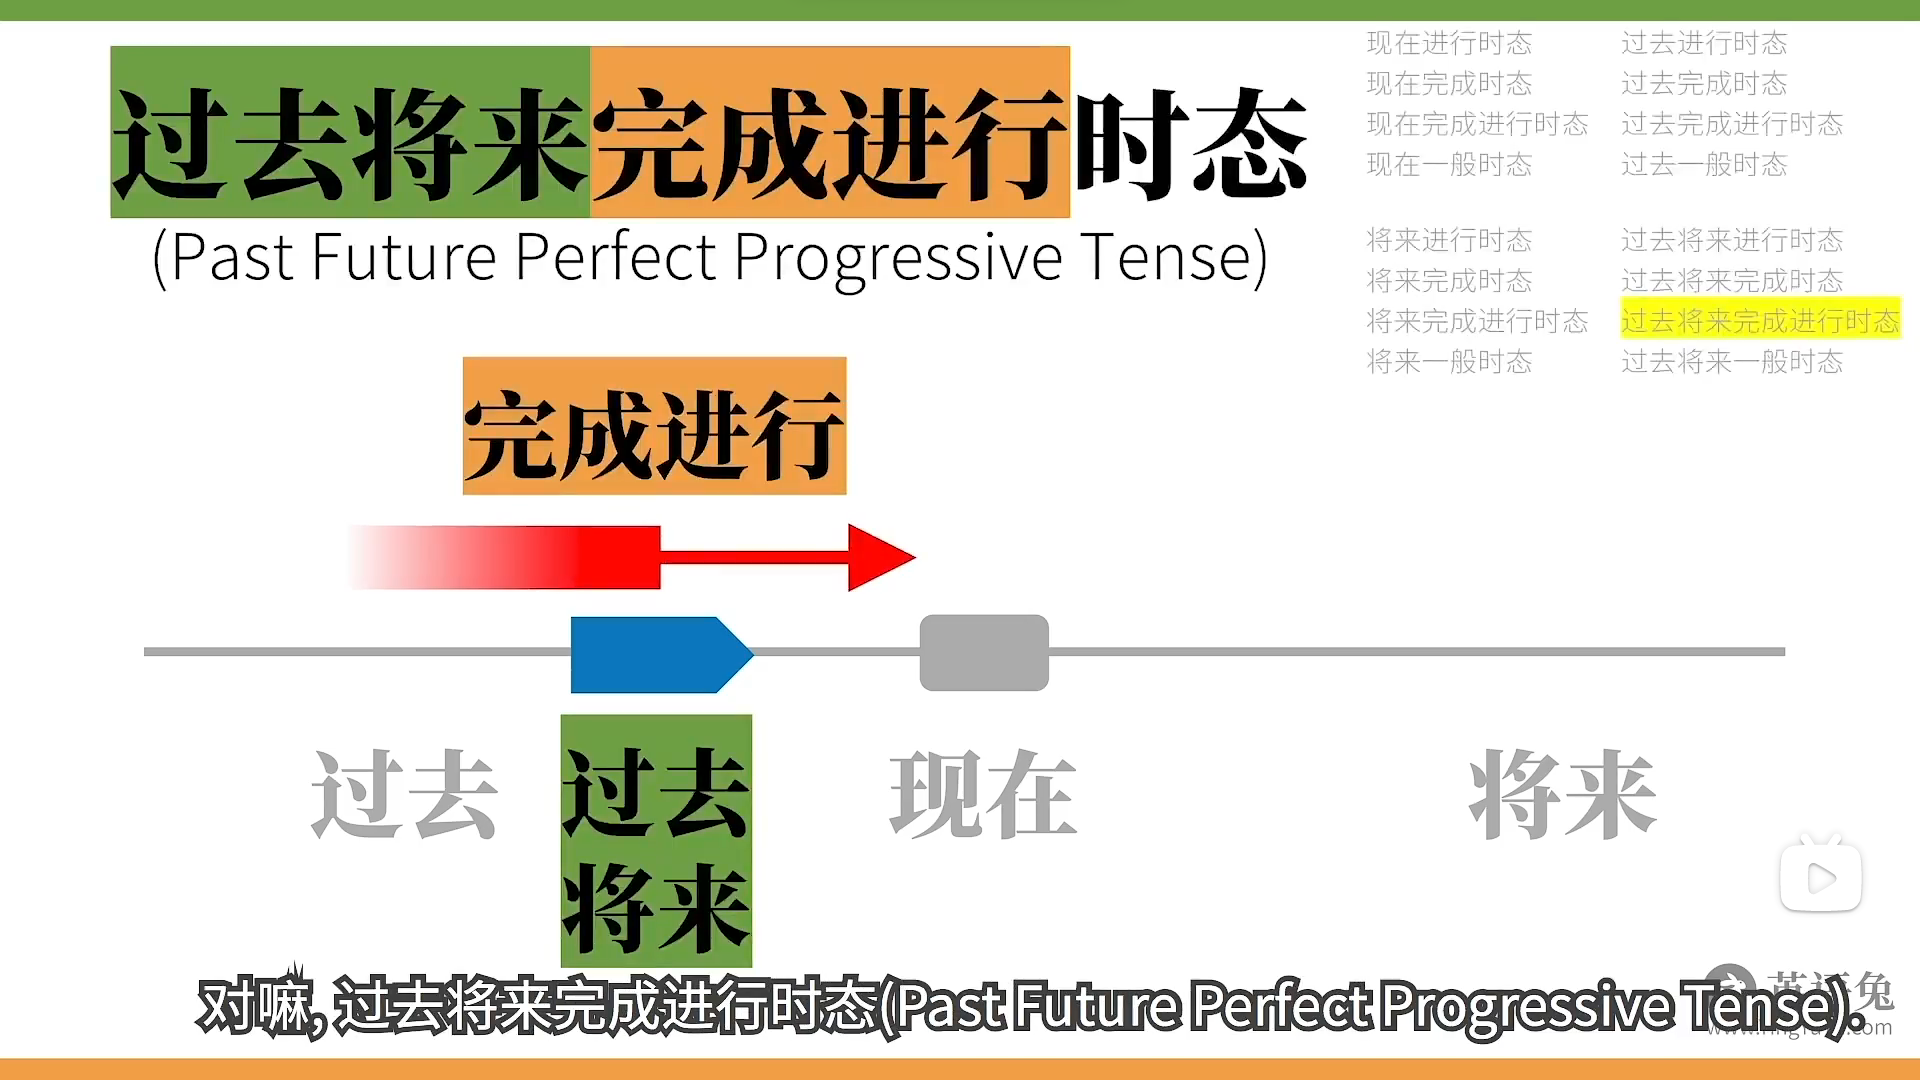 过去将来完成进行时态
(Past Future Perfect Progressive Tense)
现在进行时态 过去进行时态
现在完成时态 过去完成时态
现在完成进行时态 过去完成进行时态
现在一般时态 过去一般时态
将来进行时态 过去将来进行时态
将来完成时态 过去将来完成时态
将来完成进行时态 过去将来完成进行时态
将来一般时态 过去将来一般时态
完成进行
过去 过去 现在 将来
将来
对嘛, 过去将来完成进行时态(Past Future Perfect Progressive Tense)。